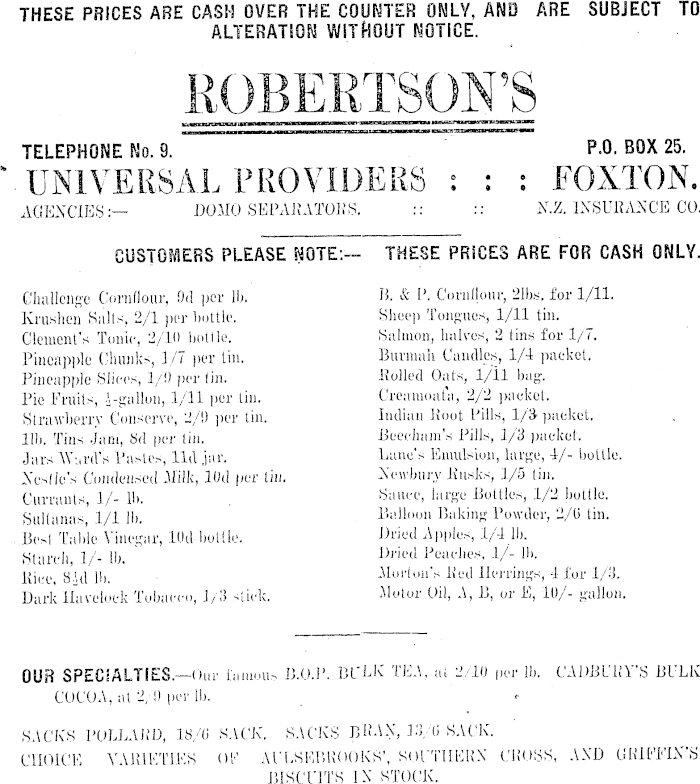 THESE PRICES ARE CASH OVER THE COUNTER ONLY, AND ARE SUBJECT TO
ALTERATION WITHOUT NOTICE.
ROBERTSON'S
TELEPHONE No. 9. P.O. BOX 25.
UNIVERSAL PROVIDERS : : : FOXTON.
AGENCIES:— DOMO SEPARATORS. :: :: N.Z. INSURANCE CO.
CUSTOMERS PLEASE NOTE:— THESE PRICES ARE FOR CASH ONLY.
Challenge Cornflour, 9d per lb.
Krushen Salts, 2/1 per bottle.
Clement's Tonic, 2/10 bottle.
Pineapple Chunks, 1/7 per tin.
Pineapple Slices, 1/9 per tin.
Pie Fruits, ½-gallon, 1/11 per tin.
Strawberry Conserve, 2/9 per tin.
1lb. Tins Jam, 8d per tin.
Jars Ward's Pastes, 11d jar.
Nestle's Condensed Milk, 10d per tin.
Currants, 1/- lb.
Sultanas, 1/1 lb.
Best Table Vinegar, 10d bottle.
Starch, 1/- lb.
Rice, 8½d lb.
Dark Havelock Tobacco, 1/3 stick.
B. & P. Cornflour, 2lbs. for 1/11.
Sheep Tongues, 1/11 tin.
Salmon, halves, 2 tins for 1/7.
Burmah Candles, 1/4 packet.
Rolled Oats, 1/11 bag.
Creamoata, 2/2 packet.
Indian Root Pills, 1/3 packet.
Beecham's Pills, 1/3 packet.
Lane's Emulsion, large, 4/- bottle.
Newbury Rusks, 1/5 tin.
Sauce, large Bottles, 1/2 bottle.
Balloon Baking Powder, 2/6 tin.
Dried Apples, 1/4 lb.
Dried Peaches, 1/- lb.
Morton's Red Herrings, 4 for 1/3.
Motor Oil, A, B, or E, 10/- gallon.
OUR SPECIALTIES.—Our famous B.O.P. BULK TEA, at 2/10 per lb. CADBURY'S BULK
COCOA, at 2/9 per lb.
SACKS POLLARD, 18/6 SACK. SACKS BRAN, 13/6 SACK.
CHOICE VARIETIES OF AULSEBROOKS', SOUTHERN CROSS, AND GRIFFIN'S
BISCUITS IN STOCK.